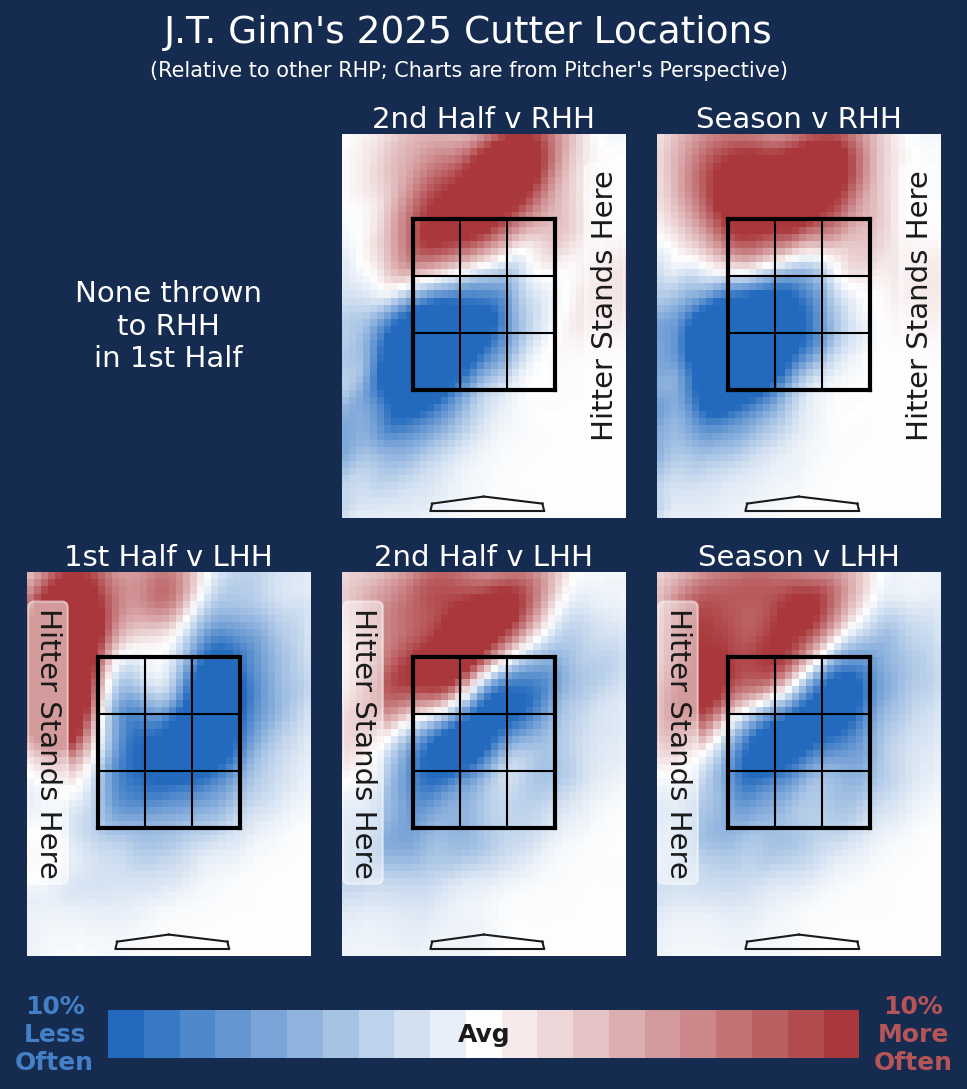 J.T. Ginn's 2025 Cutter Locations
(Relative to other RHP; Charts are from Pitcher's Perspective)
2nd Half v RHH
Season v RHH
None thrown
to RHH
in 1st Half
Hitter Stands Here
Hitter Stands Here
1st Half v LHH
2nd Half v LHH
Season v LHH
Hitter Stands Here
Hitter Stands Here
Hitter Stands Here
10%
Less
Often
Avg
10%
More
Often